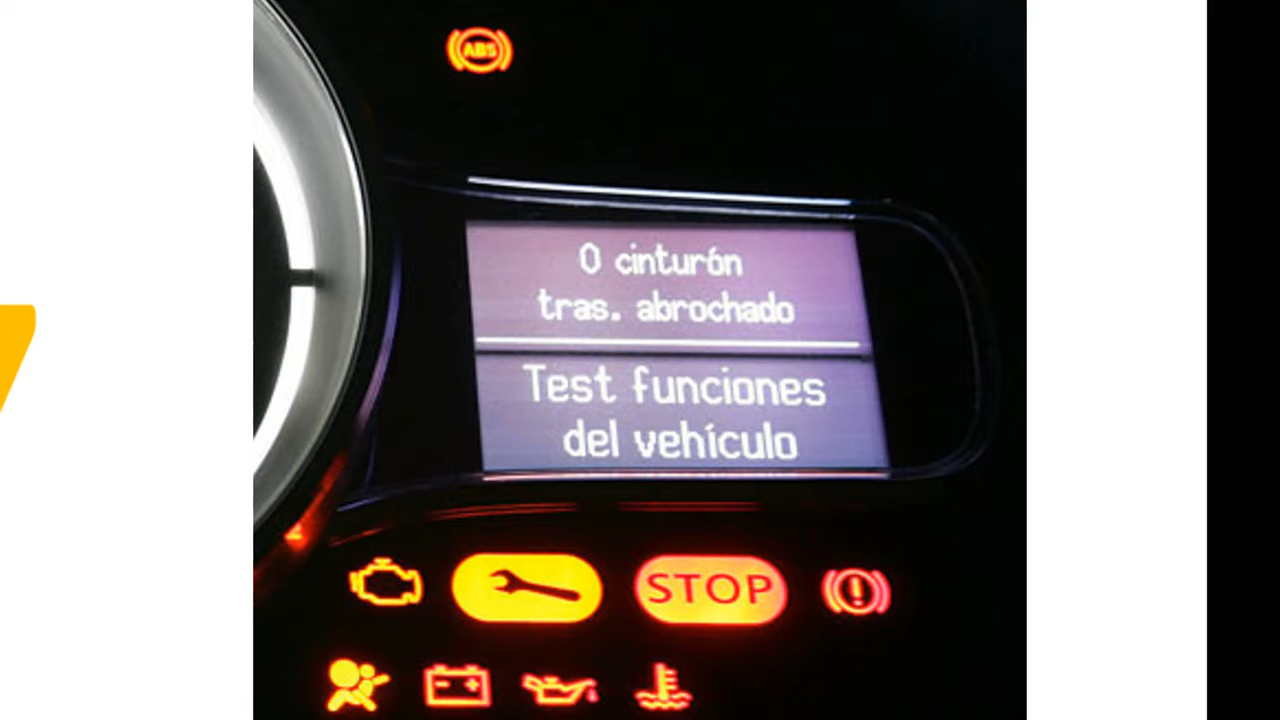 ABS
0 cinturón
tras. abrochado
Test funciones
del vehículo
STOP